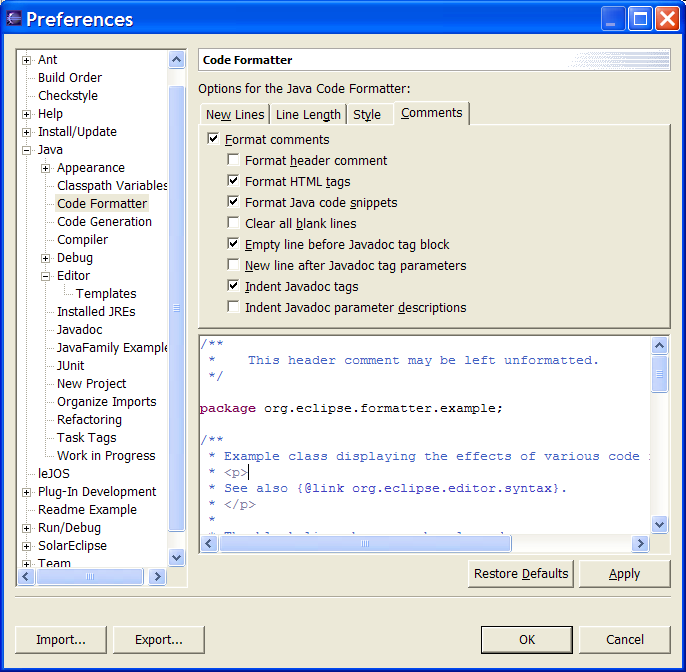 Preferences
Ant
Build Order
Checkstyle
Help
Install/Update
Java
Appearance
Classpath Variables
Code Formatter
Code Generation
Compiler
Debug
Editor
Templates
Installed JREs
Javadoc
JavaFamily Example
JUnit
New Project
Organize Imports
Refactoring
Task Tags
Work in Progress
leJOS
Plug-In Development
Readme Example
Run/Debug
SolarEclipse
Team
Code Formatter
Options for the Java Code Formatter:
New Lines Line Length Style Comments
Format comments
Format header comment
Format HTML tags
Format Java code snippets
Clear all blank lines
Empty line before Javadoc tag block
New line after Javadoc tag parameters
Indent Javadoc tags
Indent Javadoc parameter descriptions
/**
 *    This header comment may be left unformatted.
 */
package org.eclipse.formatter.example;
/**
 * Example class displaying the effects of various code
 * <p>
 * See also {@link org.eclipse.editor.syntax}.
 * </p>
 *
Restore Defaults Apply
Import... Export... OK Cancel